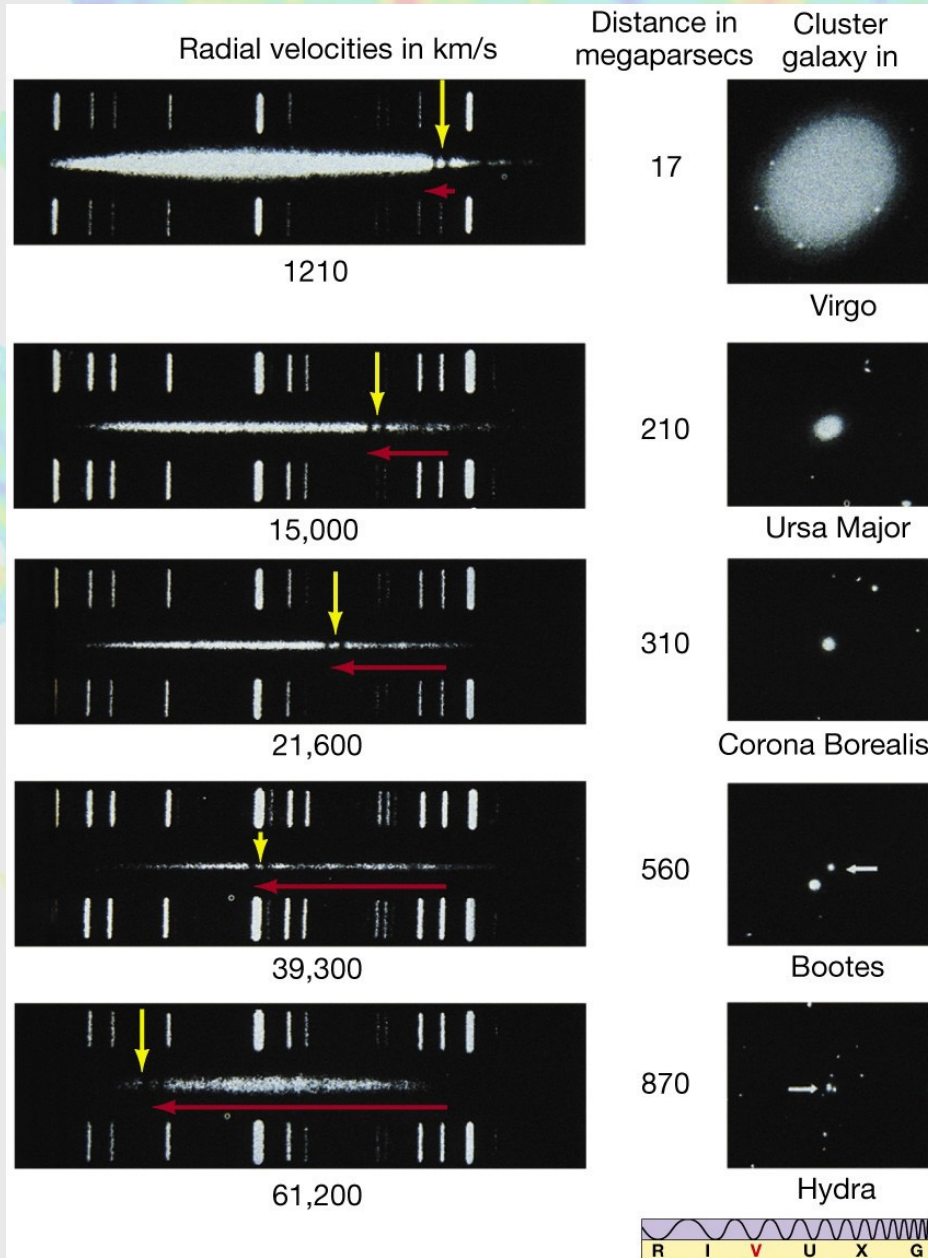 Radial velocities in km/s
Distance in
megaparsecs
Cluster
galaxy in
1210
17
Virgo
15,000
210
Ursa Major
21,600
310
Corona Borealis
39,300
560
Bootes
61,200
870
Hydra
R I V U X G